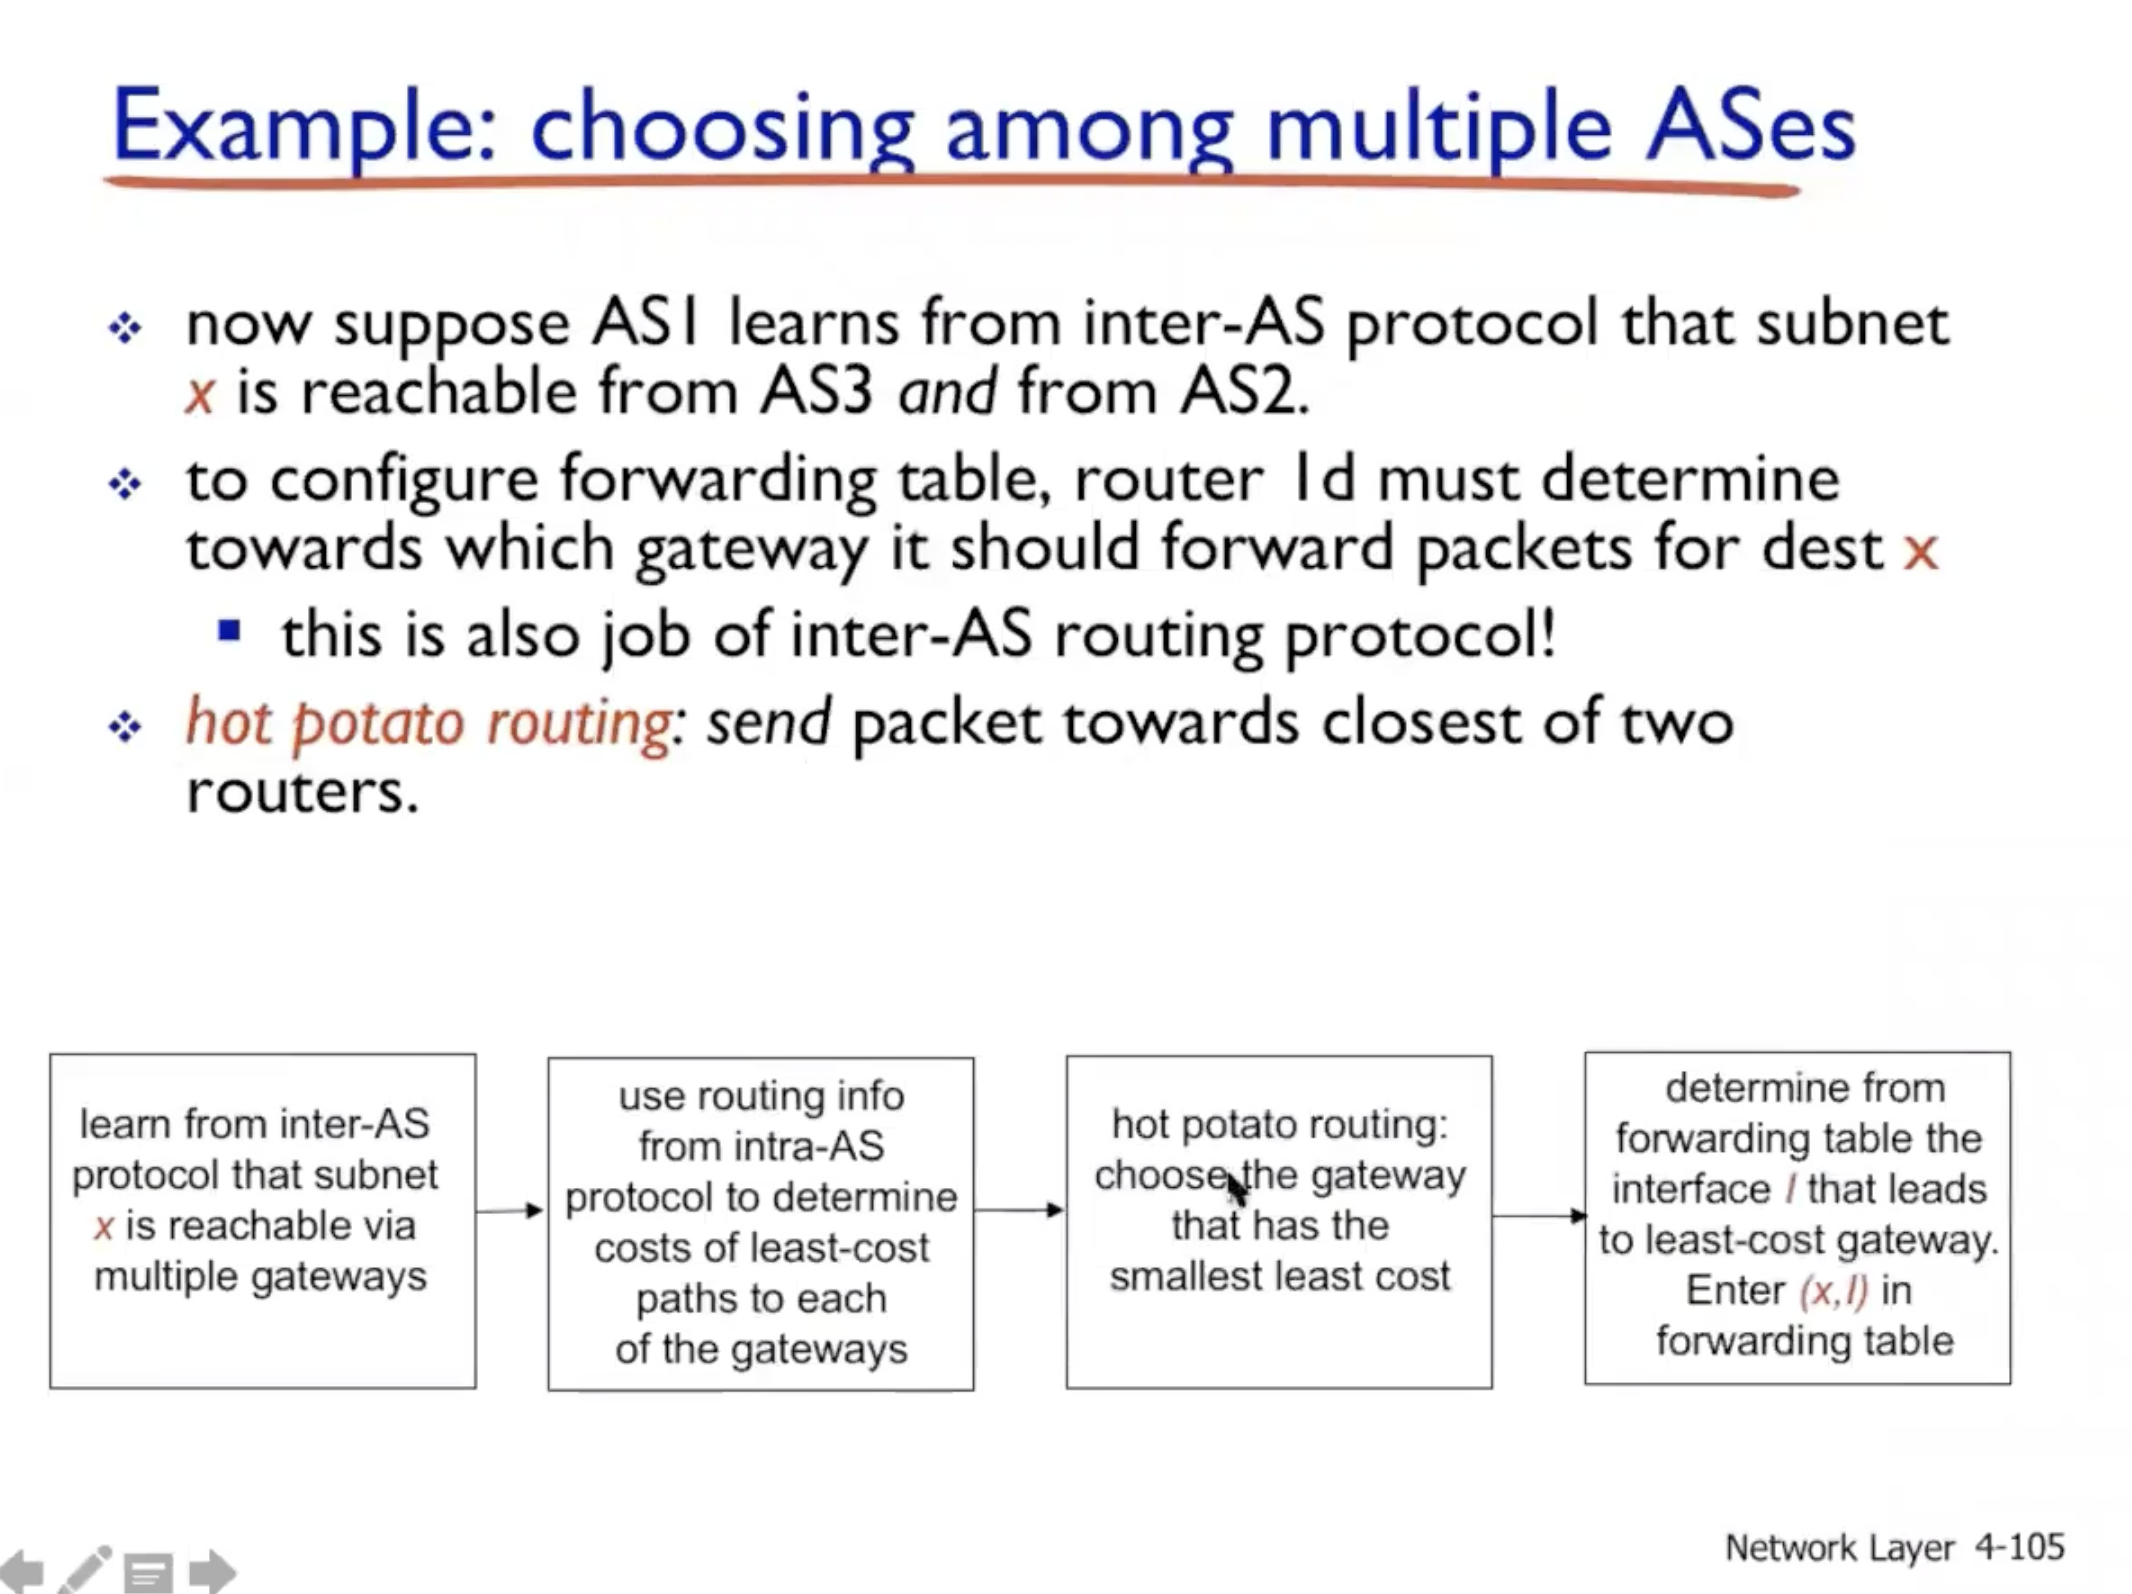 Example: choosing among multiple ASes
now suppose AS1 learns from inter-AS protocol that subnet
x is reachable from AS3 and from AS2.
to configure forwarding table, router 1d must determine
towards which gateway it should forward packets for dest x
this is also job of inter-AS routing protocol!
hot potato routing: send packet towards closest of two
routers.
learn from inter-AS
protocol that subnet
x is reachable via
multiple gateways
use routing info
from intra-AS
protocol to determine
costs of least-cost
paths to each
of the gateways
hot potato routing:
choose the gateway
that has the
smallest least cost
determine from
forwarding table the
interface I that leads
to least-cost gateway.
Enter (x,I) in
forwarding table
Network Layer 4-105